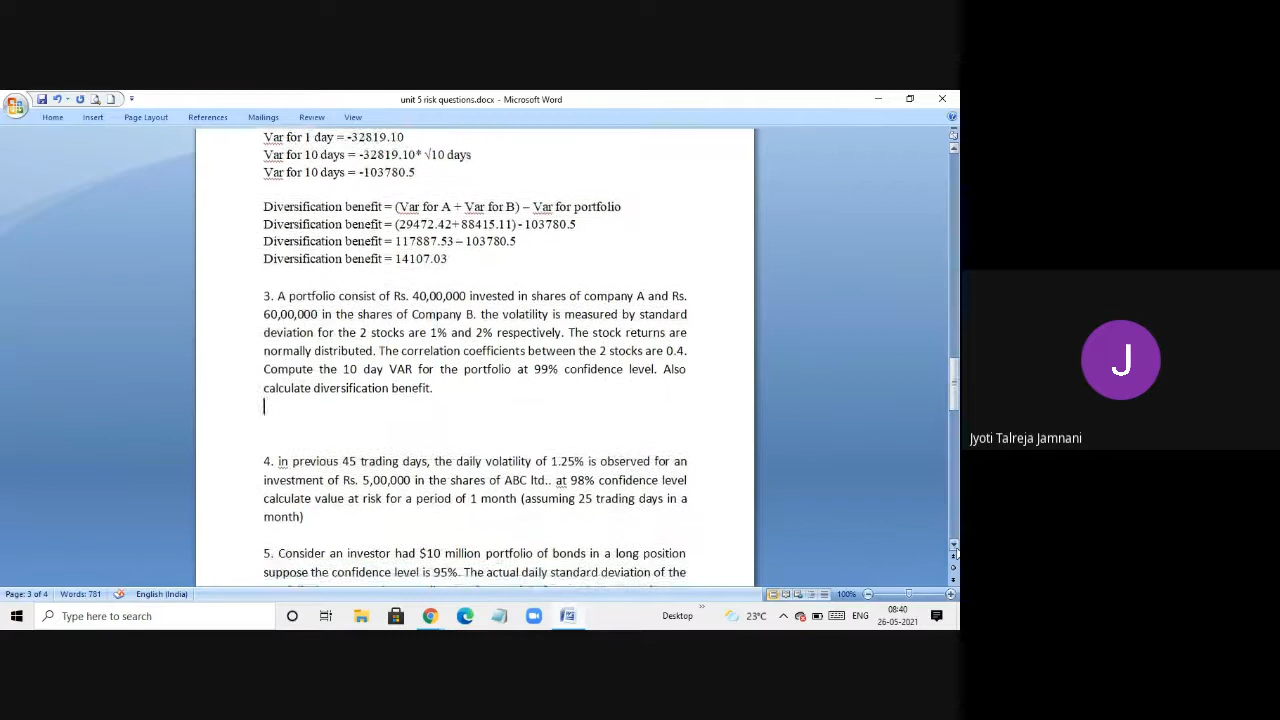 unit 5 risk questions.docx - Microsoft Word
Home Insert Page Layout References Mailings Review View
Var for 1 day = -32819.10
Var for 10 days = -32819.10* √10 days
Var for 10 days = -103780.5
Diversification benefit = (Var for A + Var for B) – Var for portfolio
Diversification benefit = (29472.42+88415.11) - 103780.5
Diversification benefit = 117887.53 – 103780.5
Diversification benefit = 14107.03
3. A portfolio consist of Rs. 40,00,000 invested in shares of company A and Rs.
60,00,000 in the shares of Company B. the volatility is measured by standard
deviation for the 2 stocks are 1% and 2% respectively. The stock returns are
normally distributed. The correlation coefficients between the 2 stocks are 0.4.
Compute the 10 day VAR for the portfolio at 99% confidence level. Also
calculate diversification benefit.
4. in previous 45 trading days, the daily volatility of 1.25% is observed for an
investment of Rs. 5,00,000 in the shares of ABC ltd.. at 98% confidence level
calculate value at risk for a period of 1 month (assuming 25 trading days in a
month)
5. Consider an investor had $10 million portfolio of bonds in a long position
suppose the confidence level is 95%. The actual daily standard deviation of the
Page: 3 of 4 Words: 781 English (India) 100%
Type here to search
Desktop » 23°C ENG
08:40
26-05-2021
J
Jyoti Talreja Jamnani